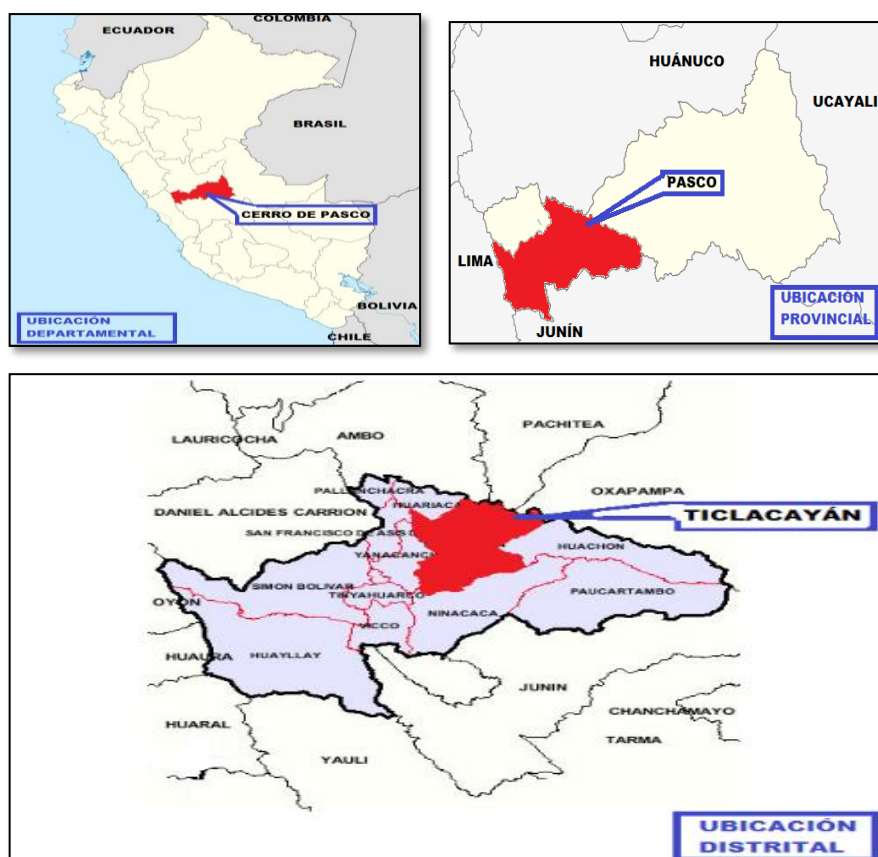 COLOMBIA
ECUADOR
BRASIL
CERRO DE PASCO
BOLIVIA
UBICACIÓN
DEPARTAMENTAL
CHILE
HUÁNUCO
UCAYALI
PASCO
LIMA
UBICACIÓN
PROVINCIAL
JUNÍN
PACHITEA
AMBO
LAURICOCHA
PALLANCHACRA
OXAPAMPA
HUARIACA
DANIEL ALCIDES CARRION
TICLACAYÁN
SAN FRANCISCO DE ASIS D
HUACHON
YANACANCH
SIMON BOLIVAR
PAUCARTAMBO
TINYAHUARCO
OYON
NINACACA
VICCO
HUAURA
HUAYLLAY
JUNIN
CHANCHAMAYO
HUARAL
TARMA
YAULI
UBICACIÓN
DISTRITAL